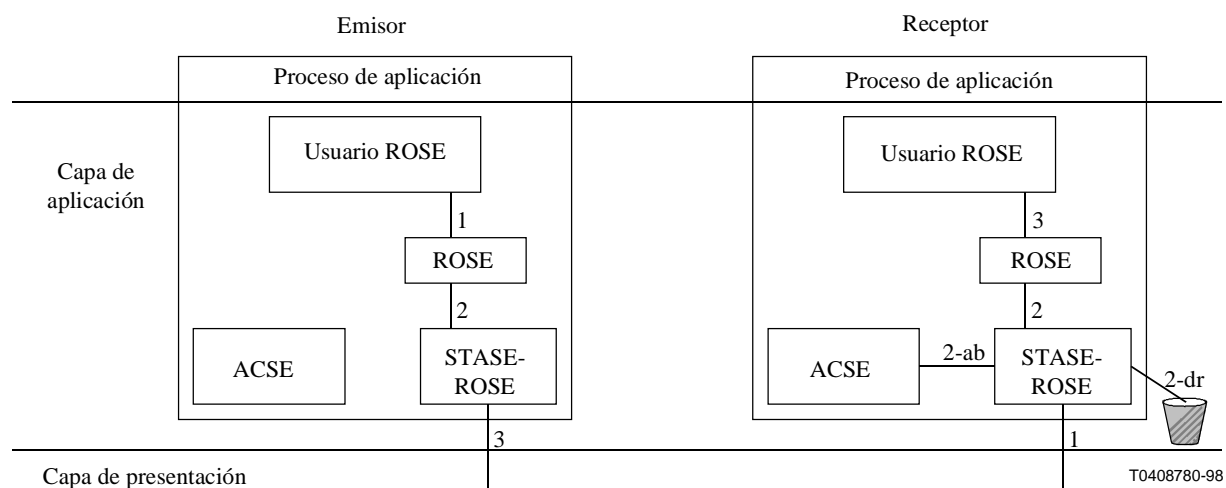 Emisor
Receptor
Proceso de aplicación
Proceso de aplicación
Capa de
aplicación
Usuario ROSE
Usuario ROSE
1
3
ROSE
ROSE
2
2
ACSE
STASE-
ROSE
ACSE
2-ab
STASE-
ROSE
2-dr
3
1
Capa de presentación
T0408780-98